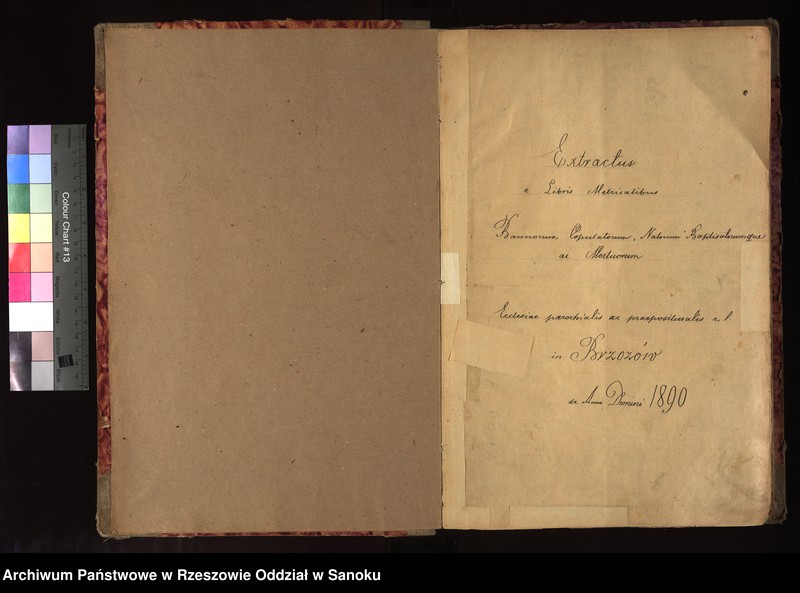 Extractus
e Libris Metricalibus
Bannorum, Copulatorum, Natorum Baptisatorumque
ac Mortuorum
Ecclesiae parochialis ac praeposituralis r. l.
in Brzozów
de Anno Domini 1890
Colour Chart #13
Archiwum Państwowe w Rzeszowie Oddział w Sanoku